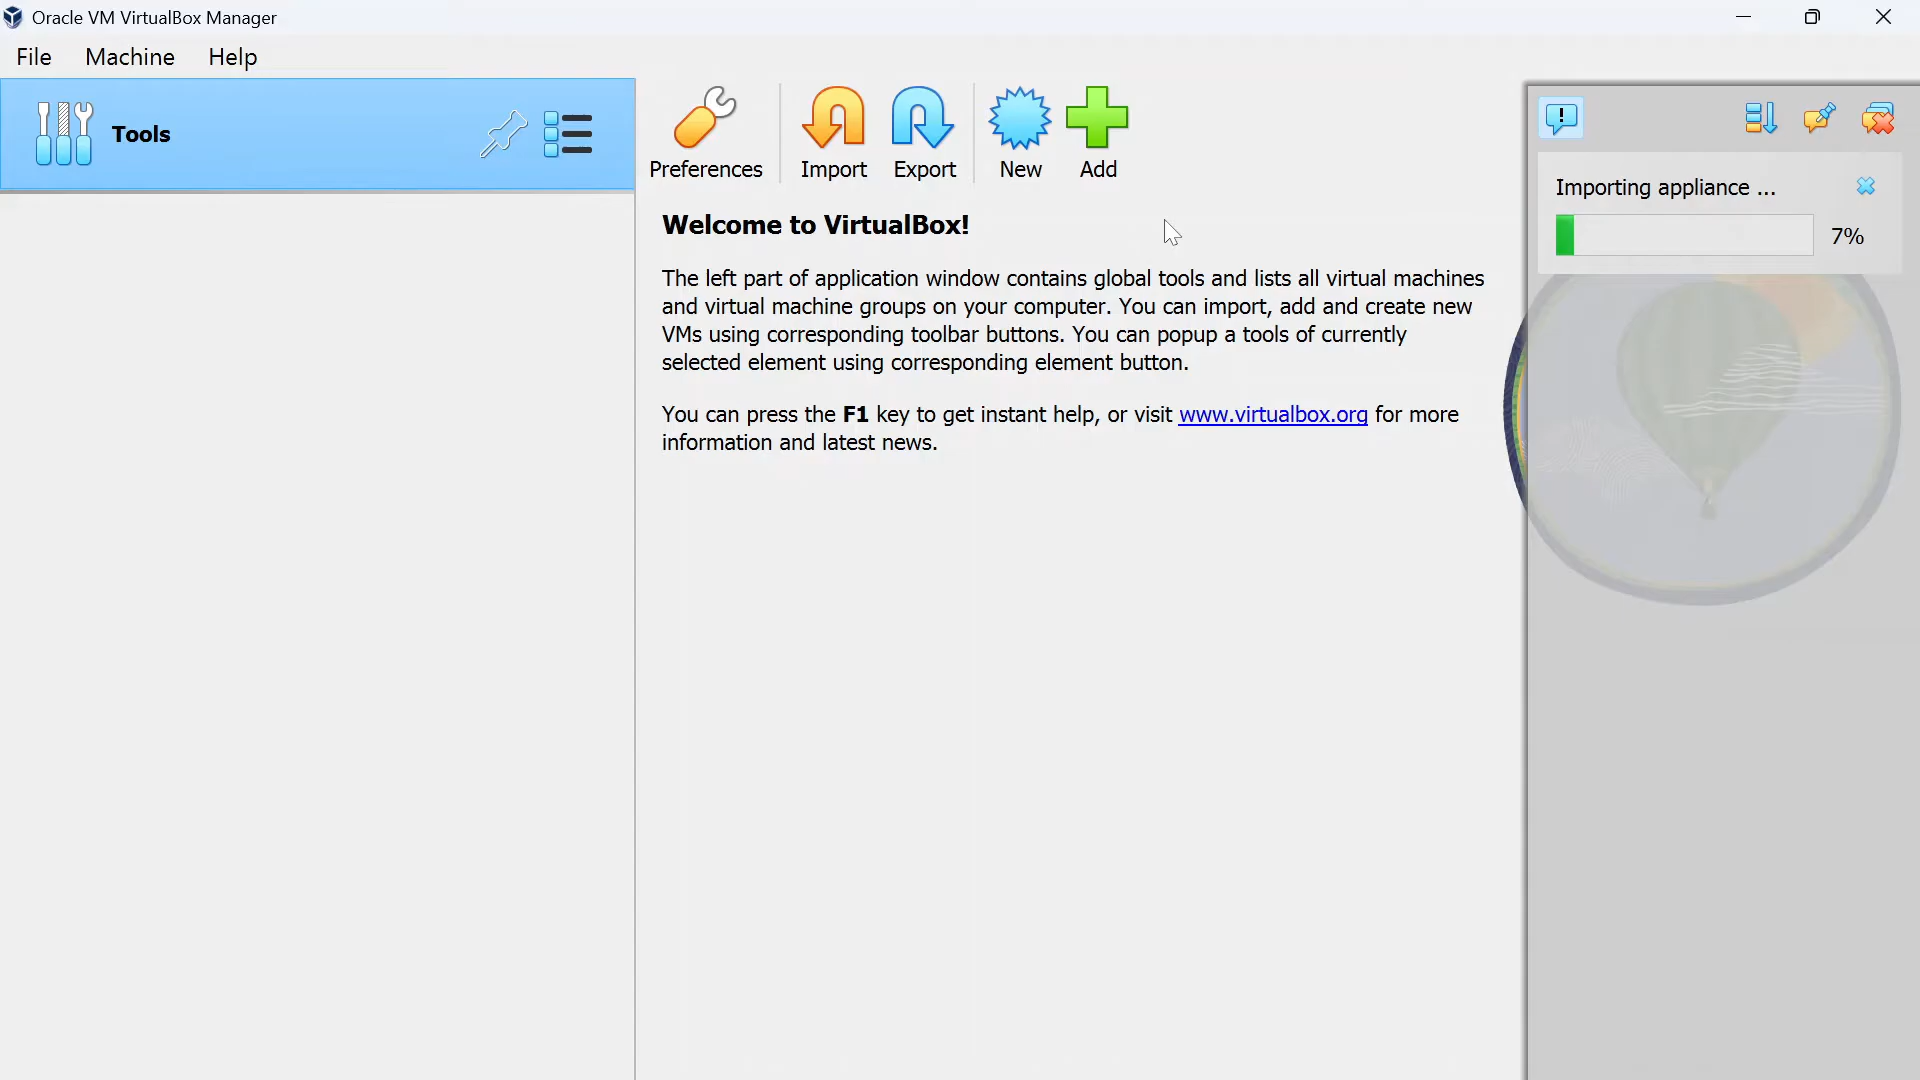 Oracle VM VirtualBox Manager
File Machine Help
Tools
Preferences Import Export New Add
Importing appliance ...
7%
Welcome to VirtualBox!
The left part of application window contains global tools and lists all virtual machines
and virtual machine groups on your computer. You can import, add and create new
VMs using corresponding toolbar buttons. You can popup a tools of currently
selected element using corresponding element button.
You can press the F1 key to get instant help, or visit www.virtualbox.org for more
information and latest news.